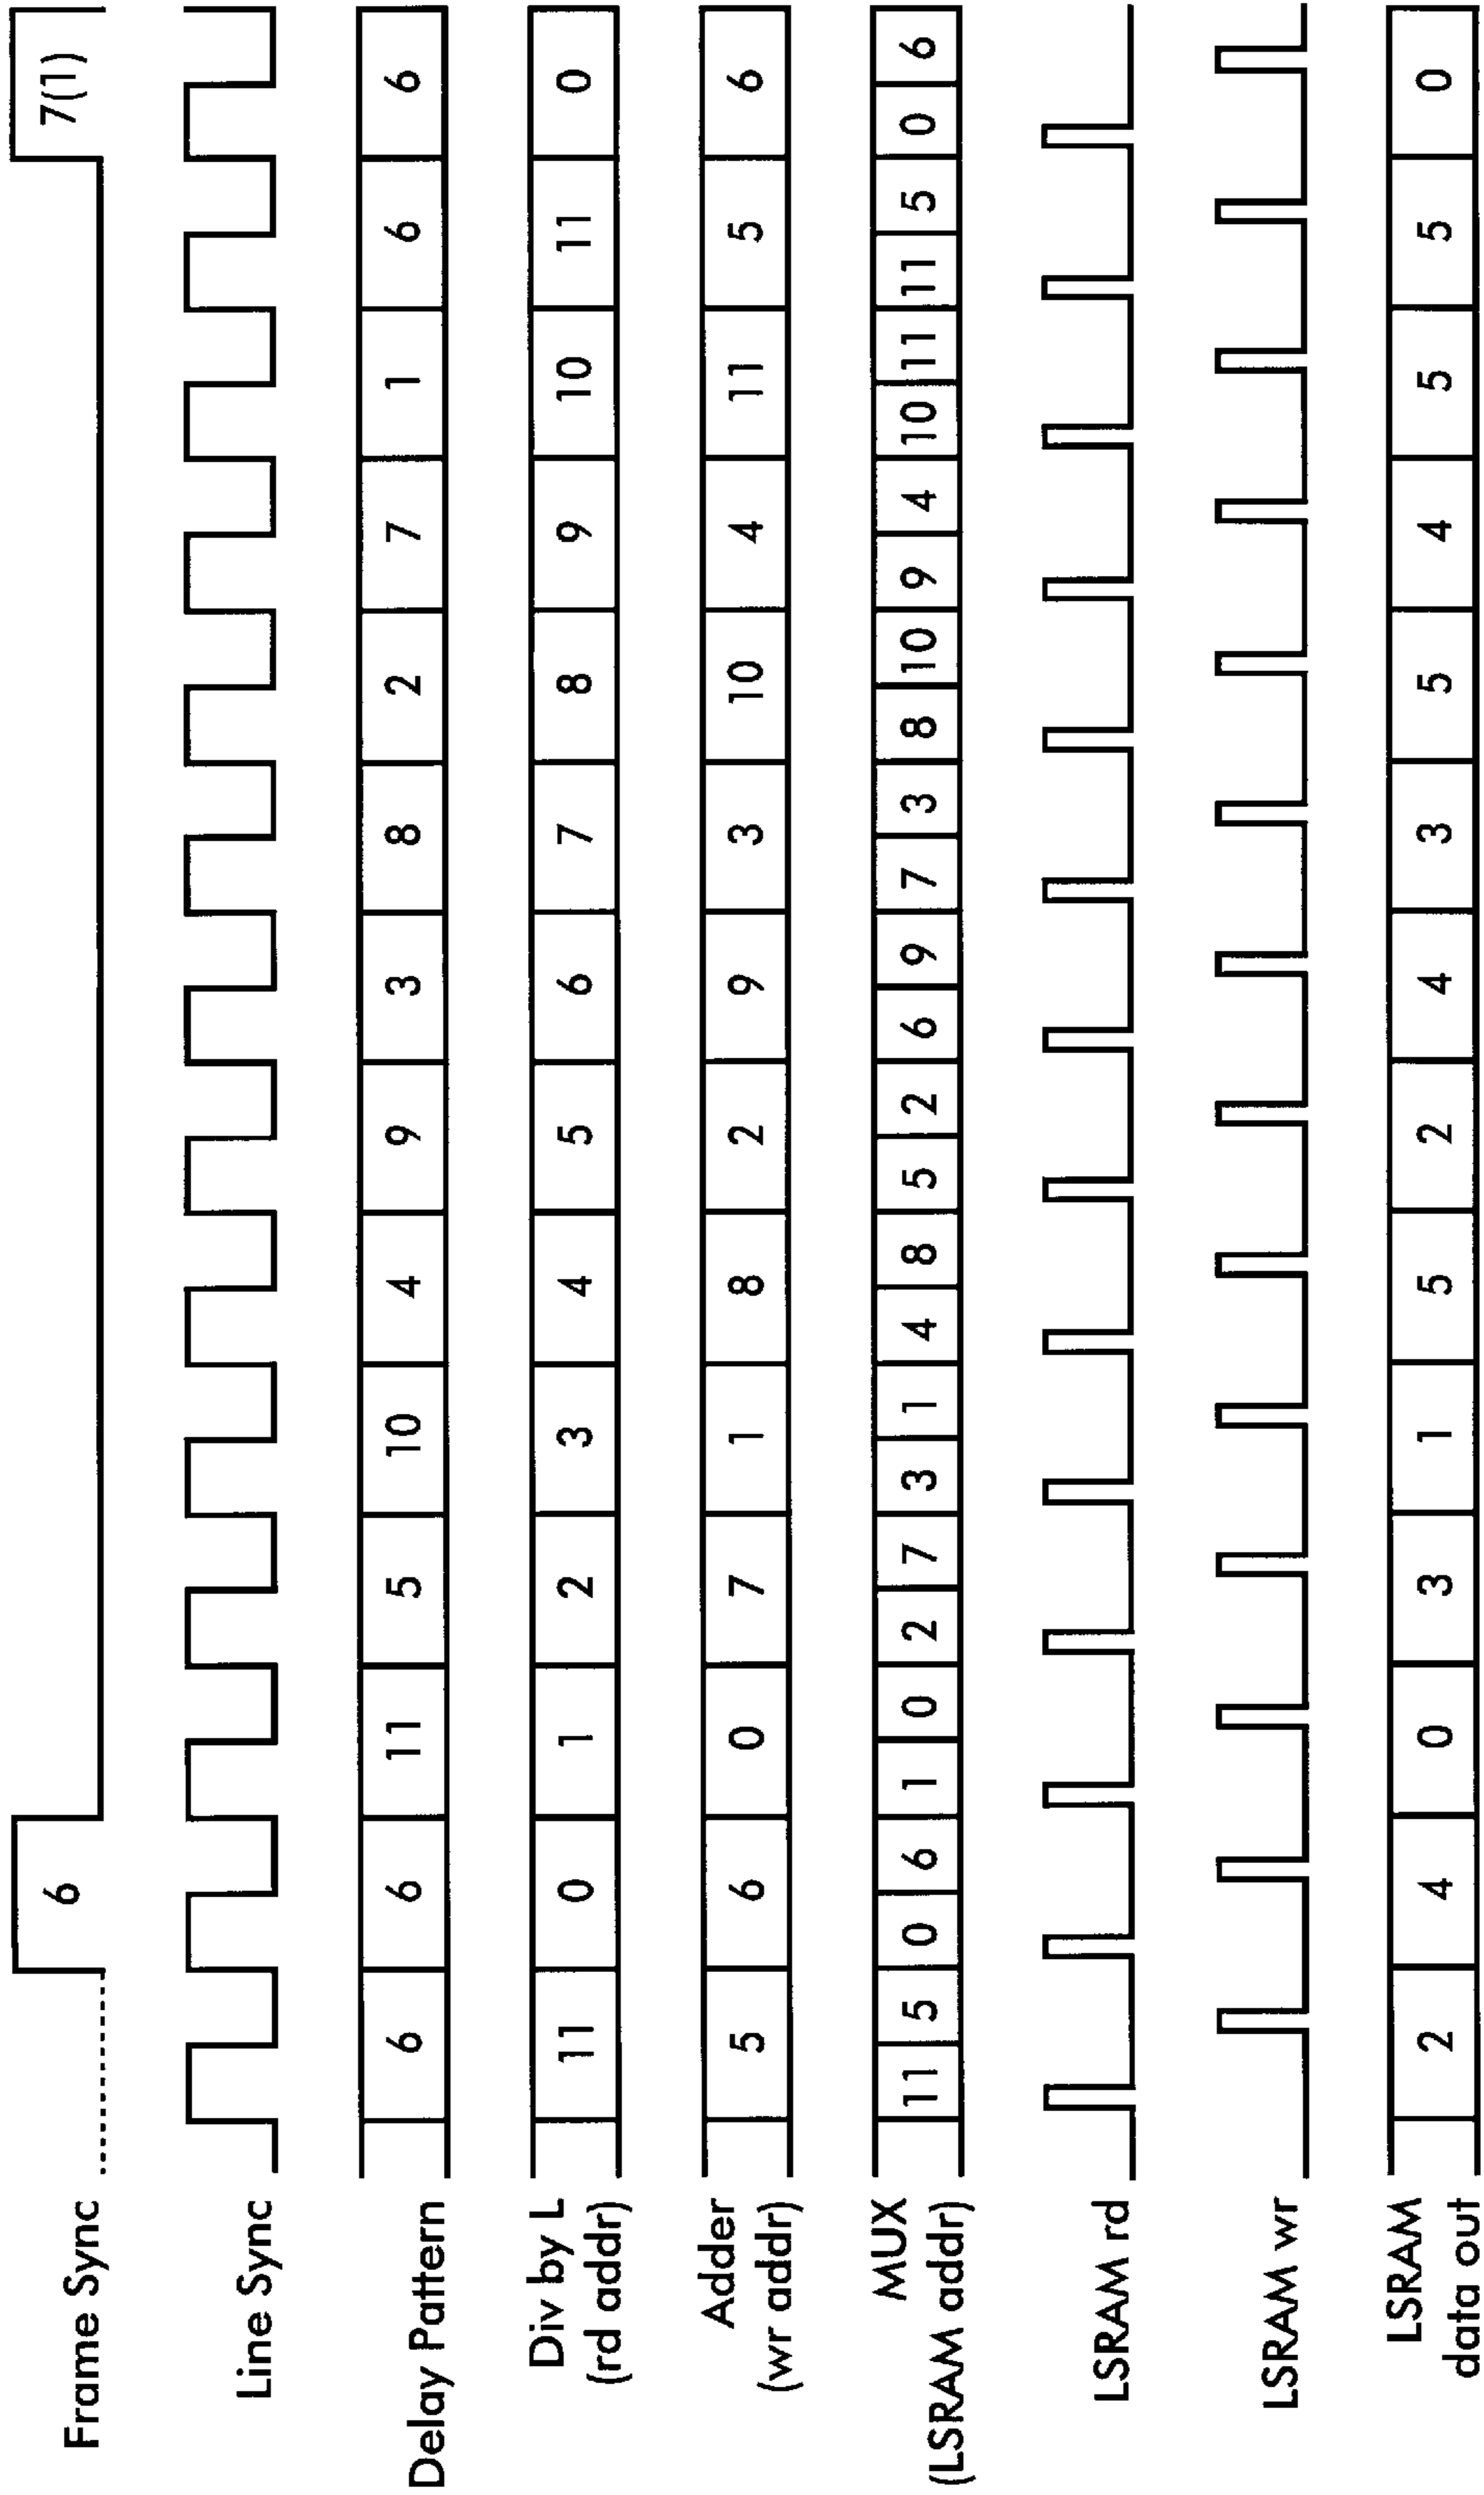 Frame Sync 6 7(1)
Line Sync
Delay Pattern 6 6 11 5 10 4 9 3 8 2 7 1 6 6
Div by L 11 0 1 2 3 4 5 6 7 8 9 10 11 0
(rd addr)
Adder 5 6 0 7 1 8 2 9 3 10 4 11 5 6
(wr addr)
MUX 11 5 0 6 1 0 2 7 3 1 4 8 5 2 6 9 7 3 8 10 9 4 10 11 11 5 0 6
(LSRAM addr)
LSRAM rd
LSRAM wr
LSRAM 2 4 0 3 1 5 2 4 3 5 4 5 5 0
data out